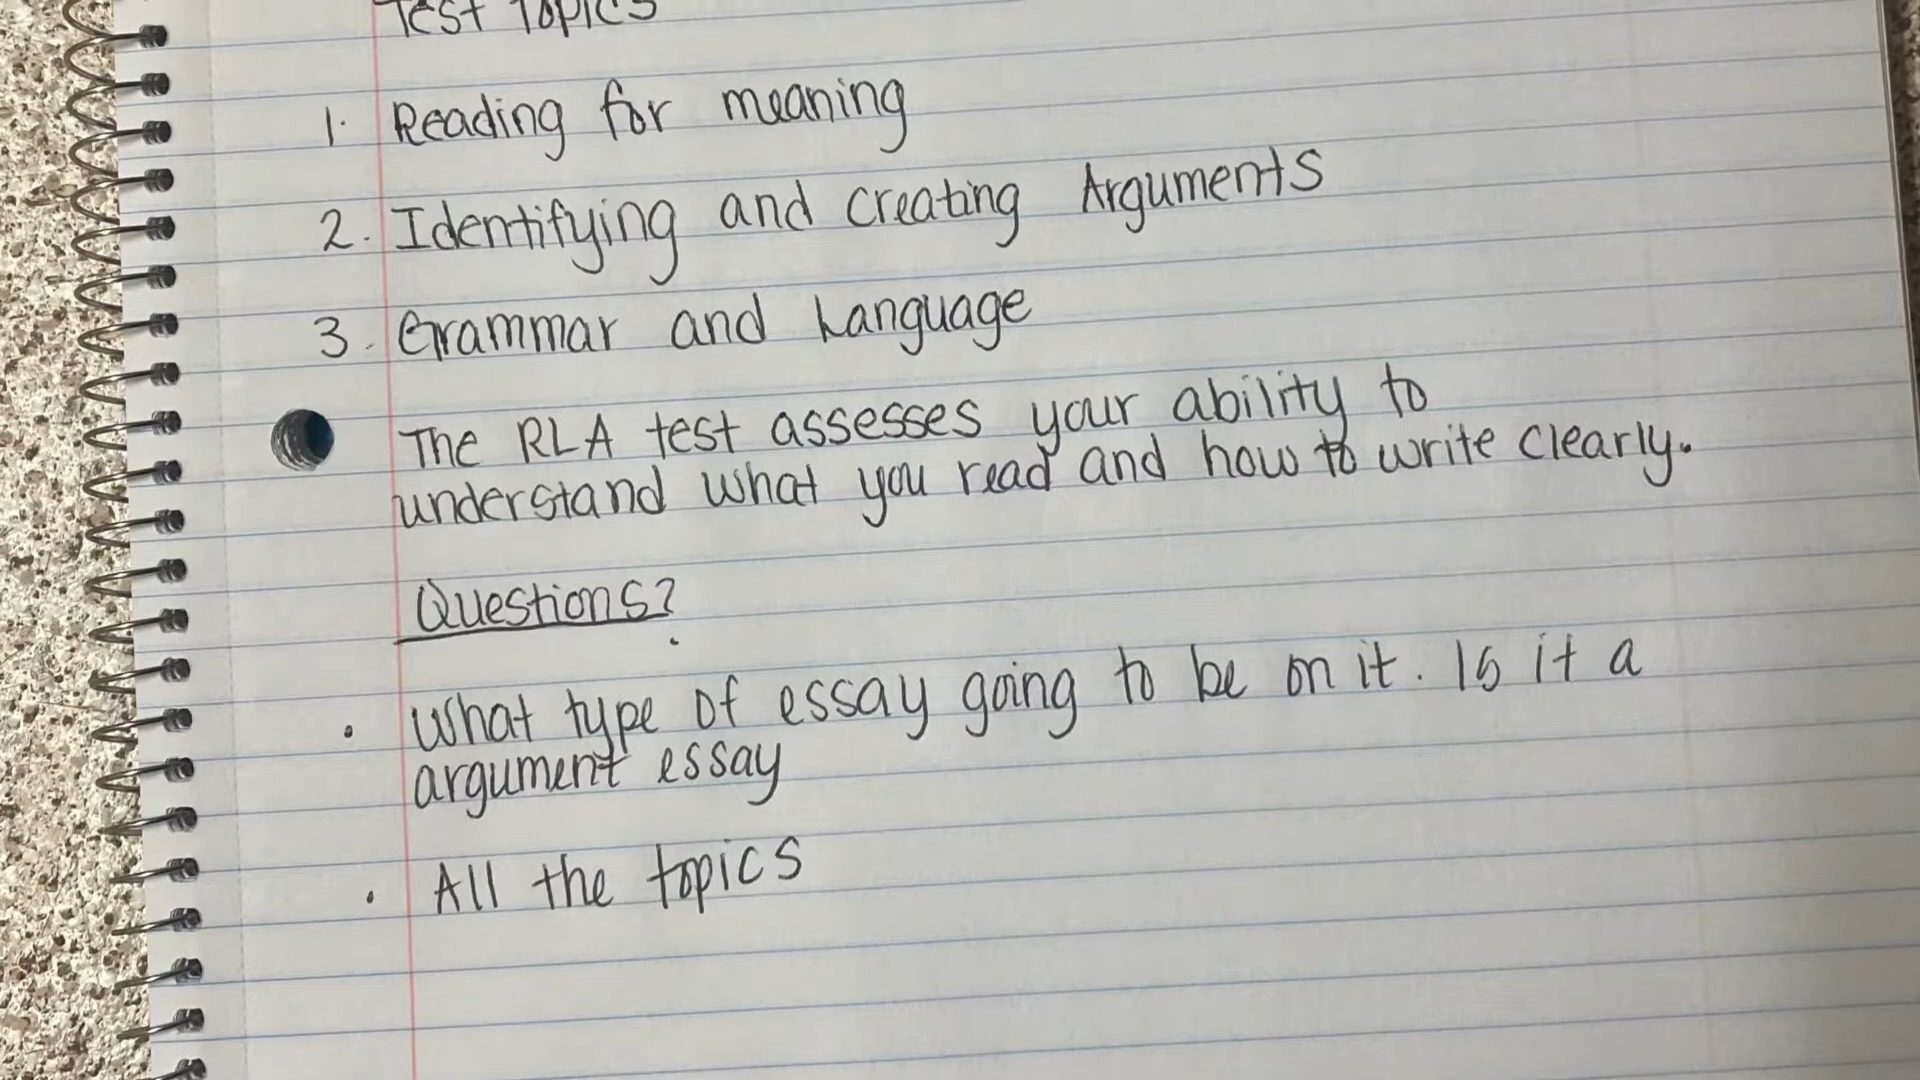 Test Topics
1. Reading for meaning
2. Identifying and creating Arguments
3. Grammar and Language
The RLA test assesses your ability to
understand what you read and how to write clearly.
Questions?
. What type of essay going to be on it. Is it a
argument essay
. All the topics